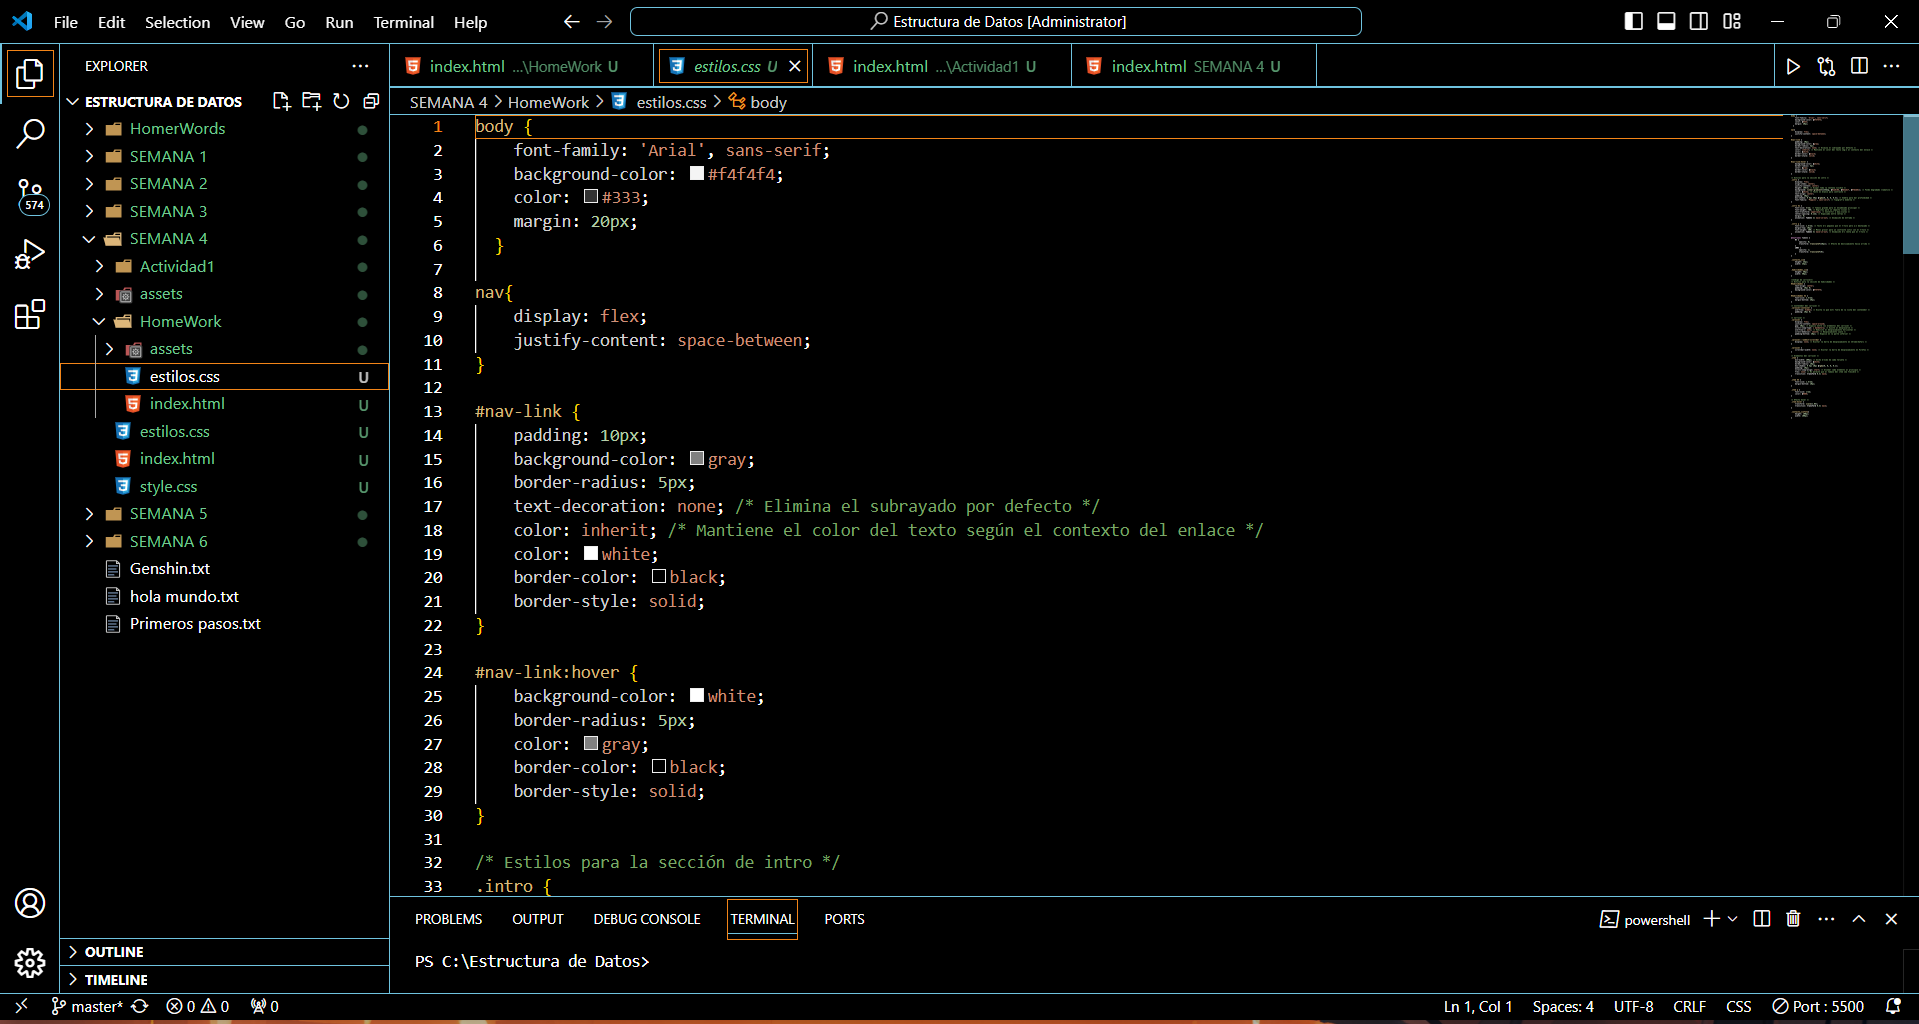 File Edit Selection View Go Run Terminal Help
Estructura de Datos [Administrator]
EXPLORER
ESTRUCTURA DE DATOS
HomerWords
SEMANA 1
SEMANA 2
SEMANA 3
SEMANA 4
Actividad1
assets
HomeWork
assets
estilos.css U
index.html U
estilos.css U
index.html U
style.css U
SEMANA 5
SEMANA 6
Genshin.txt
hola mundo.txt
Primeros pasos.txt
OUTLINE
TIMELINE
574
index.html ...\HomeWork U
estilos.css U
index.html ...\Actividad1 U
index.html SEMANA 4 U
SEMANA 4 > HomeWork > estilos.css > body
1 body {
2 font-family: 'Arial', sans-serif;
3 background-color: #f4f4f4;
4 color: #333;
5 margin: 20px;
6 }
7
8 nav{
9 display: flex;
10 justify-content: space-between;
11 }
12
13 #nav-link {
14 padding: 10px;
15 background-color: gray;
16 border-radius: 5px;
17 text-decoration: none; /* Elimina el subrayado por defecto */
18 color: inherit; /* Mantiene el color del texto según el contexto del enlace */
19 color: white;
20 border-color: black;
21 border-style: solid;
22 }
23
24 #nav-link:hover {
25 background-color: white;
26 border-radius: 5px;
27 color: gray;
28 border-color: black;
29 border-style: solid;
30 }
31
32 /* Estilos para la sección de intro */
33 .intro {
PROBLEMS OUTPUT DEBUG CONSOLE TERMINAL PORTS
powershell
PS C:\Estructura de Datos>
master* 0 0 0
Ln 1, Col 1 Spaces: 4 UTF-8 CRLF CSS Port : 5500